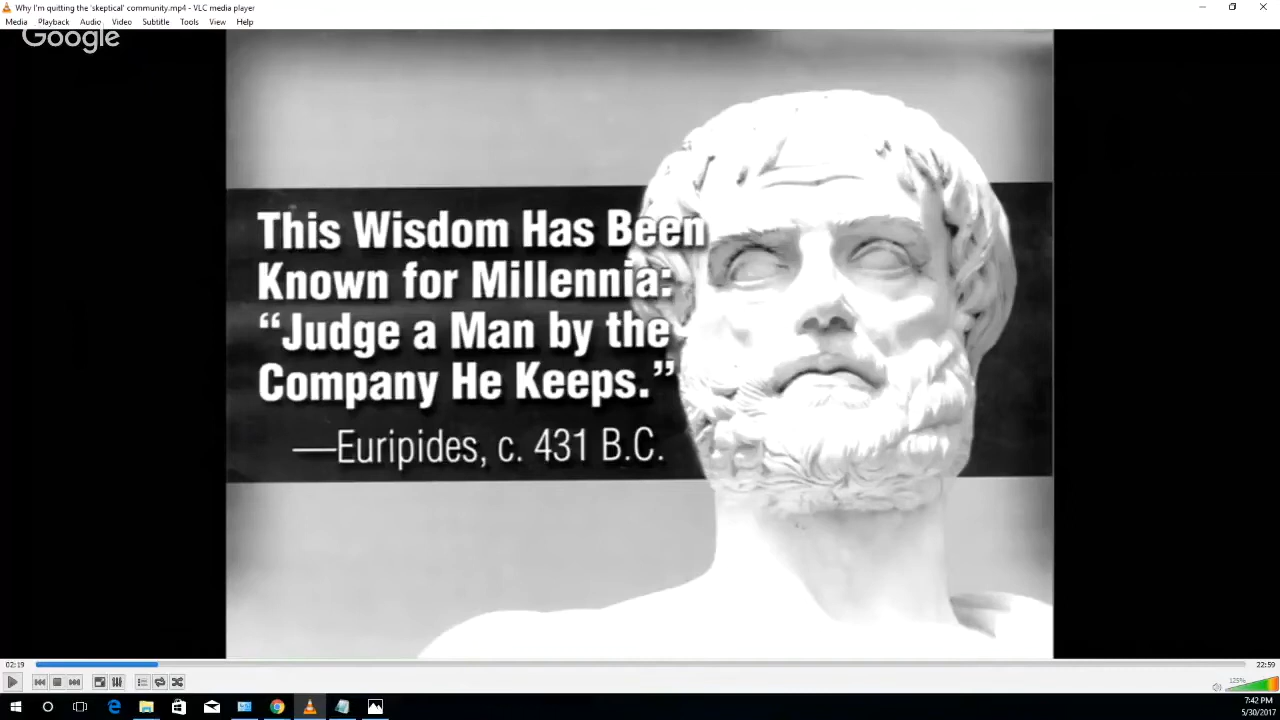 Why I'm quitting the 'skeptical' community.mp4 - VLC media player
Media Playback Audio Video Subtitle Tools View Help
Google
This Wisdom Has Been
Known for Millennia:
“Judge a Man by the
Company He Keeps.”
—Euripides, c. 431 B.C.
02:19
22:59
125%
7:42 PM
5/30/2017